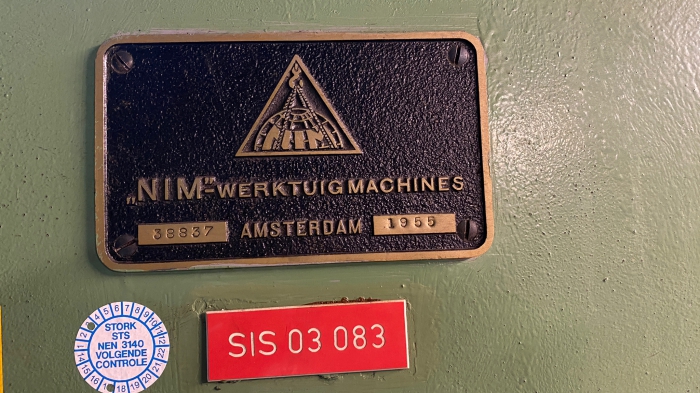 „NIM"-WERKTUIGMACHINES
38837 AMSTERDAM 1955
SIS 03 083
STORK
STS
NEN 3140
VOLGENDE
CONTROLE